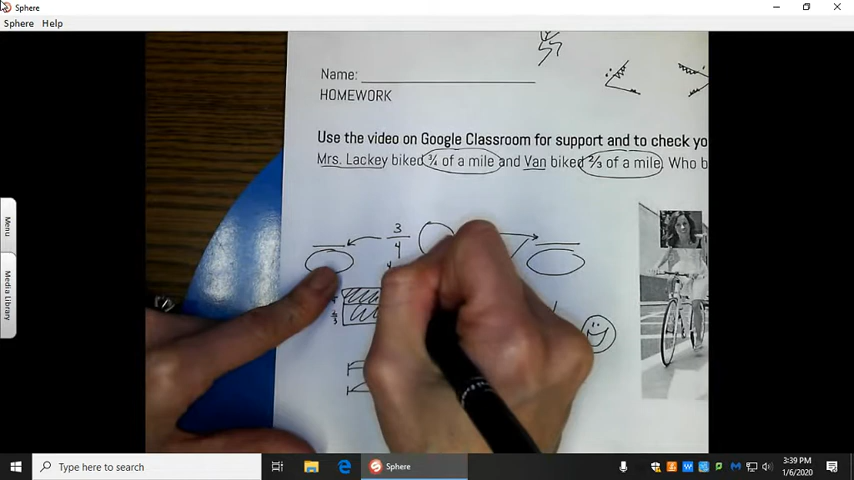 Sphere
Sphere Help
Name:
HOMEWORK
Use the video on Google Classroom for support and to check yo
Mrs. Lackey biked ¾ of a mile and Van biked ⅔ of a mile. Who b
3
4
Menu
Media Library
Type here to search
Sphere
3:39 PM
1/6/2020